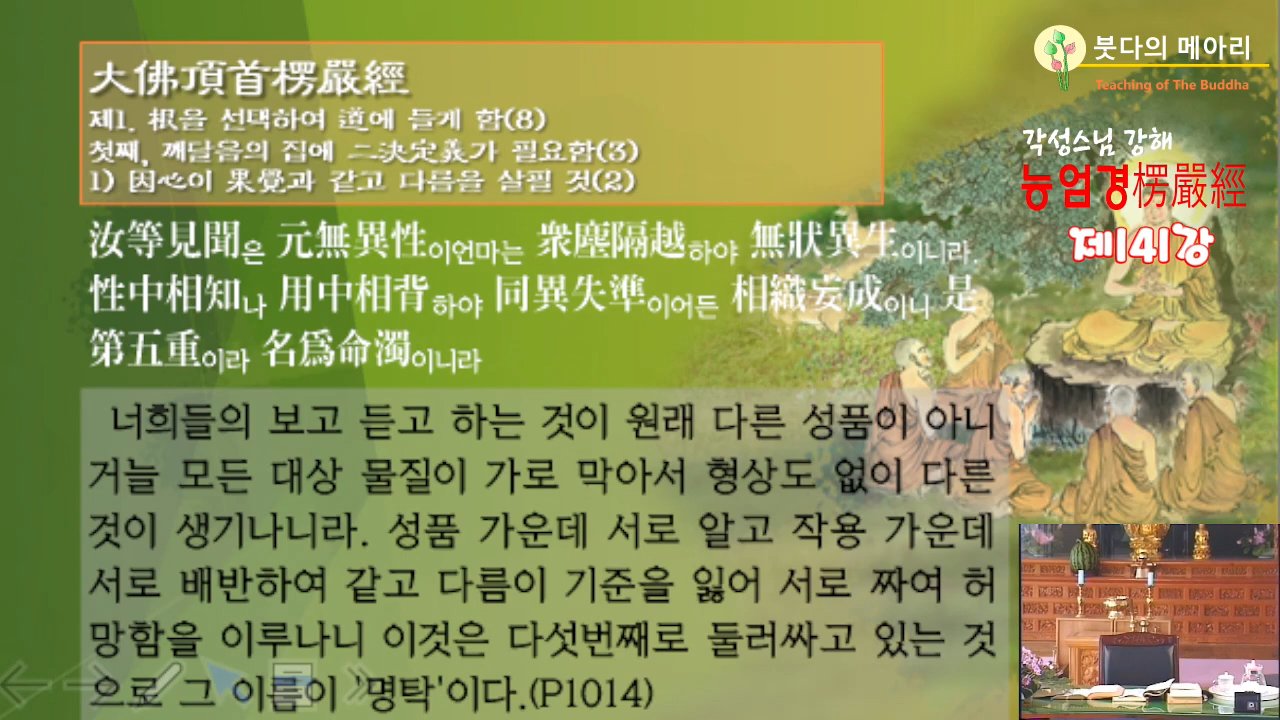 大佛頂首楞嚴經
제1. 根을 선택하여 道에 들게 함(8)
첫째, 깨달음의 집에 二決定義가 필요함(3)
1) 因心이 果覺과 같고 다름을 살필 것(2)
汝等見聞은 元無異性이언마는 衆塵隔越하야 無狀異生이니라.
性中相知나 用中相背하야 同異失準이어든 相織妄成이니 是
第五重이라 名爲命濁이니라
너희들의 보고 듣고 하는 것이 원래 다른 성품이 아니
거늘 모든 대상 물질이 가로 막아서 형상도 없이 다른
것이 생기나니라. 성품 가운데 서로 알고 작용 가운데
서로 배반하여 같고 다름이 기준을 잃어 서로 짜여 허
망함을 이루나니 이것은 다섯번째로 둘러싸고 있는 것
으로 그 이름이 '명탁'이다.(P1014)
붓다의 메아리
Teaching of The Buddha
각성스님 강해
능엄경楞嚴經
제141강